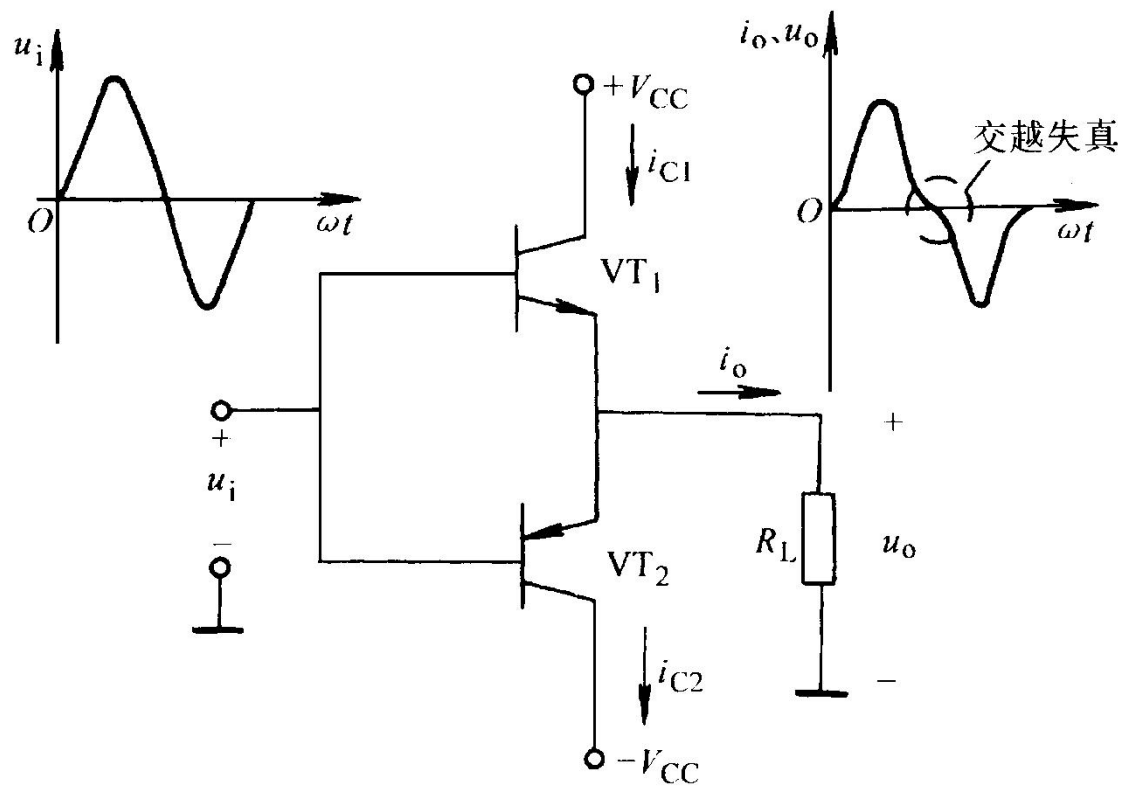 u_i
O
ωt
+V_CC
i_C1
VT_1
i_o、u_o
交越失真
O
ωt
i_o
+
u_i
−
VT_2
R_L
+
u_o
−
i_C2
−V_CC